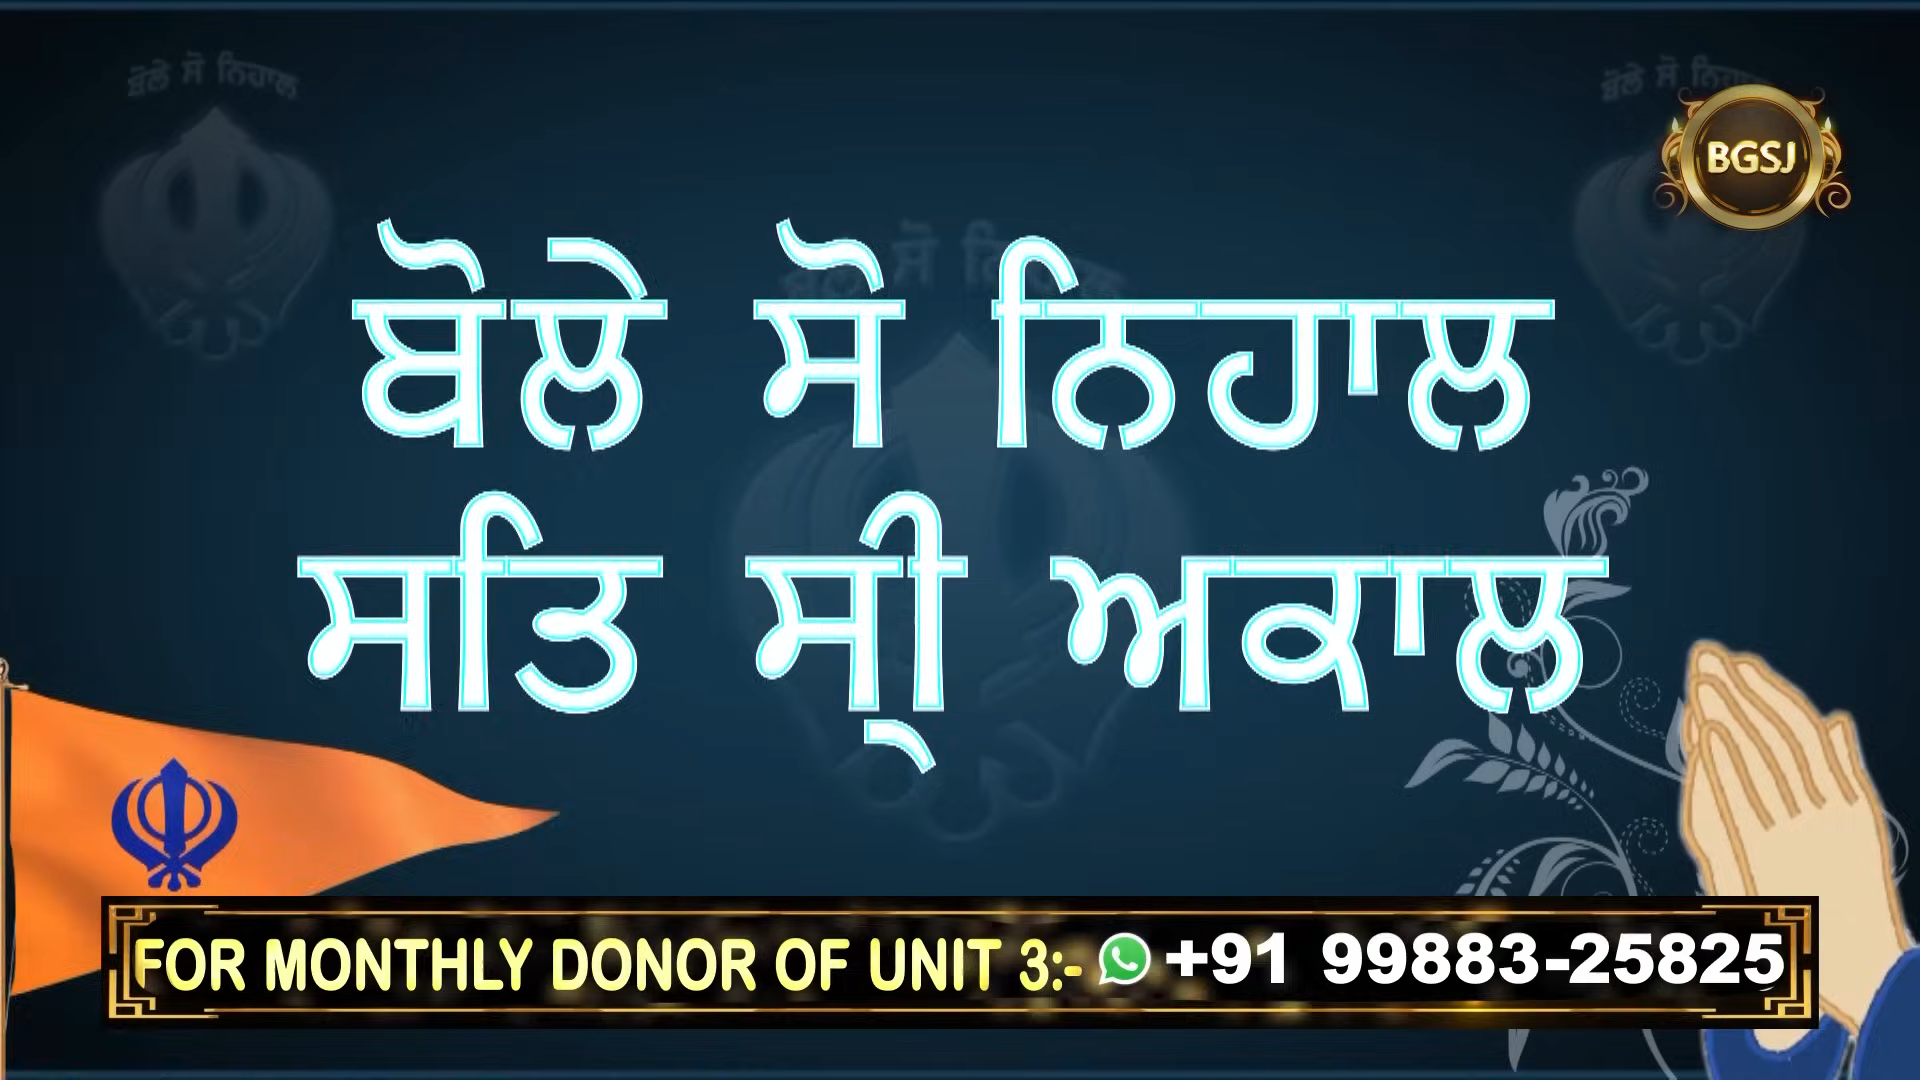 ਬੋਲੇ ਸੋ ਨਿਹਾਲ
ਬੋਲੇ ਸੋ ਨਿਹਾਲ
BGSJ
ਬੋਲੇ ਸੋ ਨਿਹਾਲ
ਸਤਿ ਸ੍ਰੀ ਅਕਾਲ
FOR MONTHLY DONOR OF UNIT 3:- +91 99883-25825